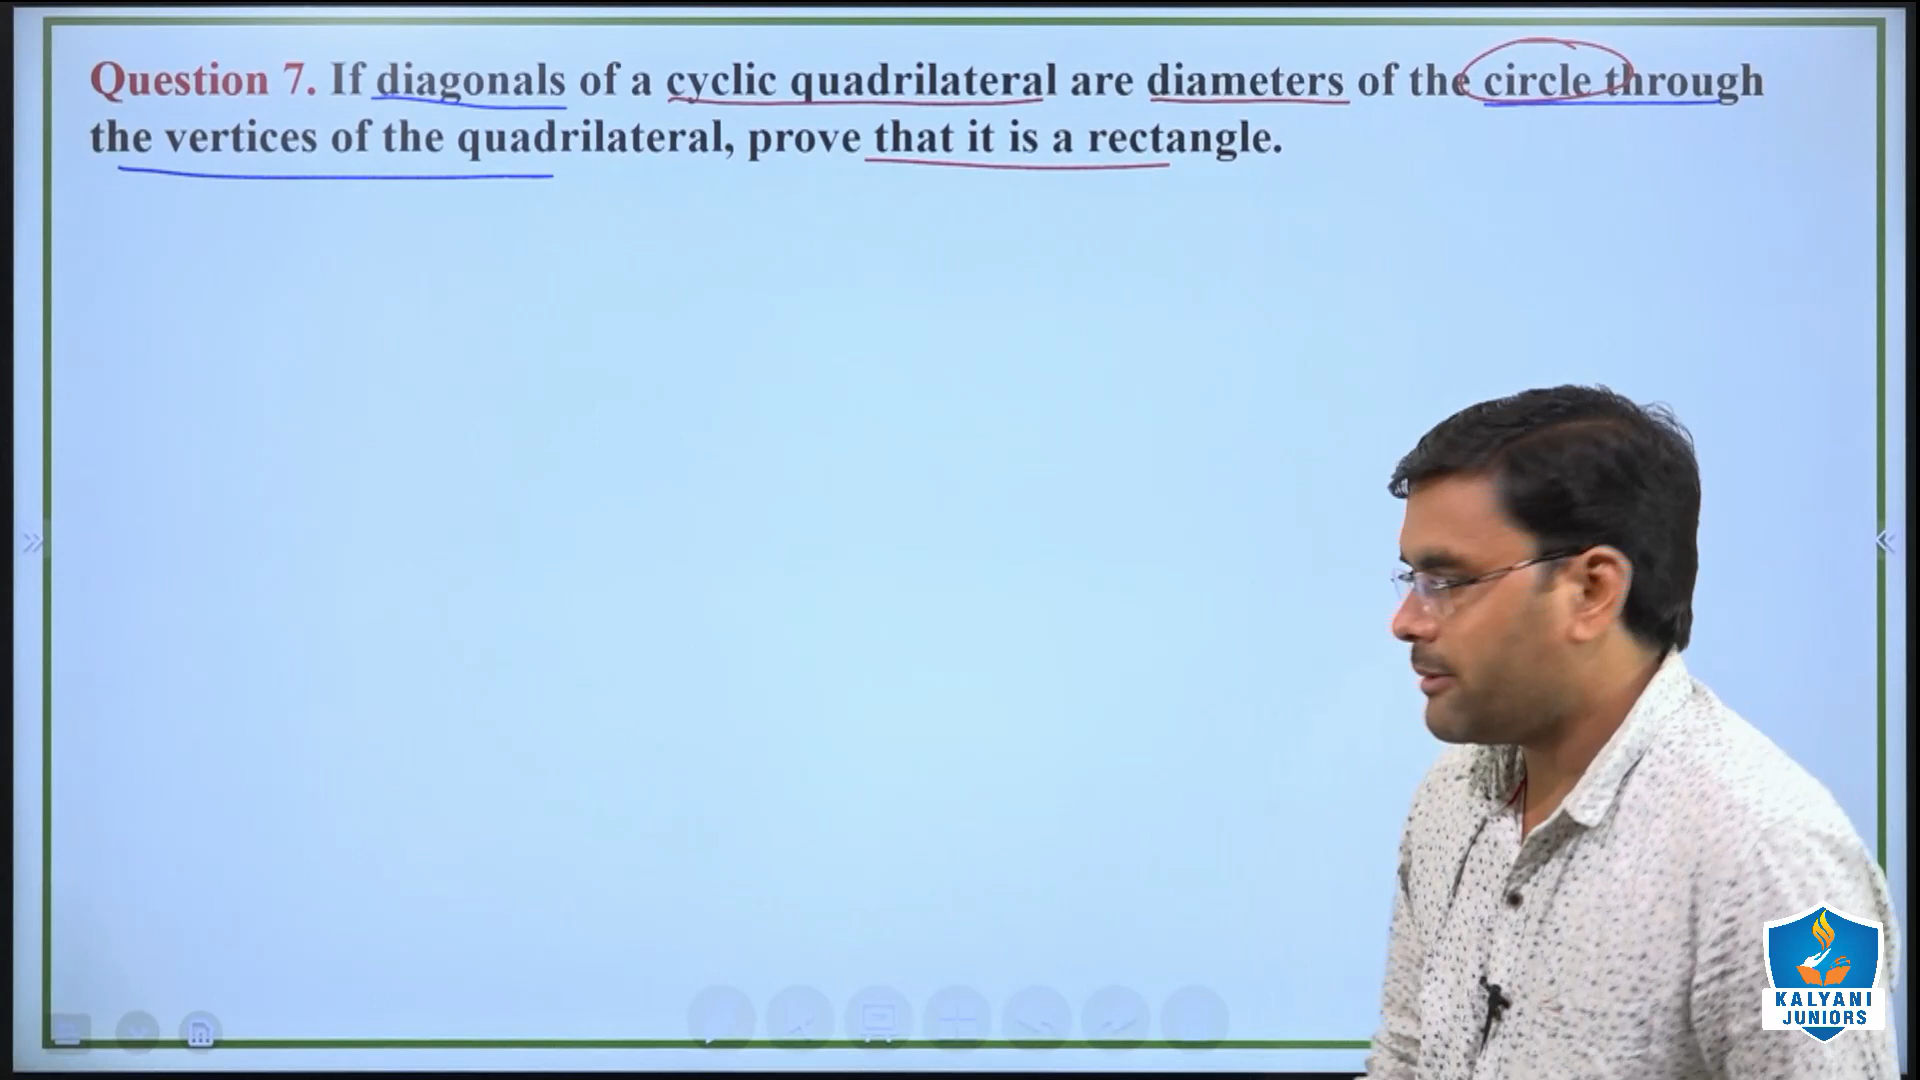 Question 7. If diagonals of a cyclic quadrilateral are diameters of the circle through
the vertices of the quadrilateral, prove that it is a rectangle.
KALYANI
JUNIORS